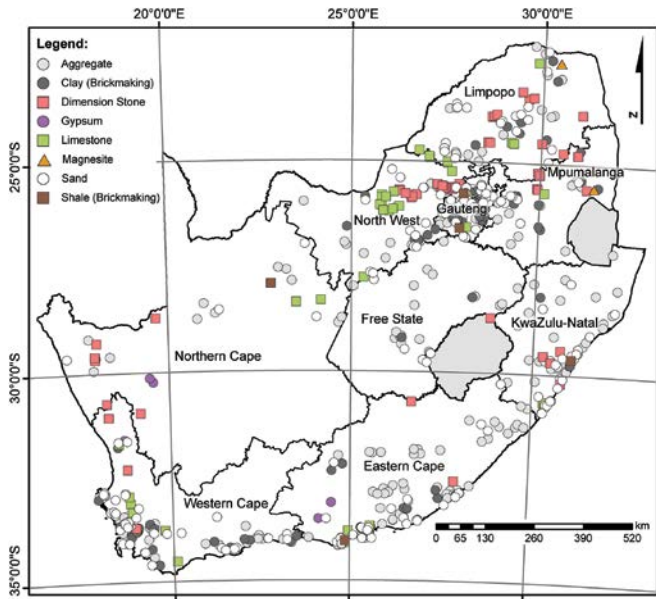 20°0'0"E
25°0'0"E
30°0'0"E
Legend:
Aggregate
Clay (Brickmaking)
Dimension Stone
Gypsum
Limestone
Magnesite
Sand
Shale (Brickmaking)
N
Limpopo
25°0'0"S
Mpumalanga
Gauteng
North West
Free State
KwaZulu-Natal
Northern Cape
30°0'0"S
Eastern Cape
Western Cape
km
0 65 130 260 390 520
35°0'0"S